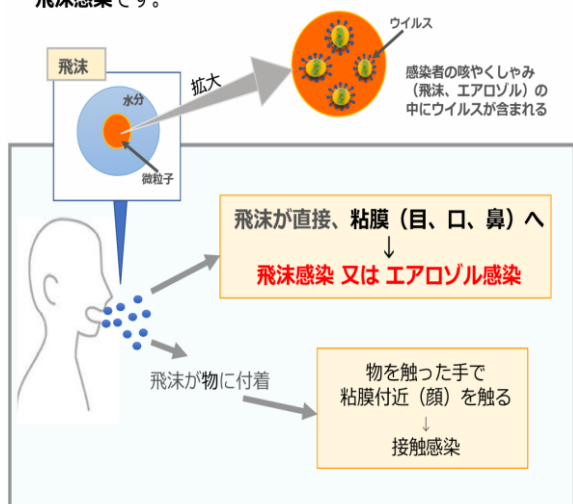 飛沫感染です。
飛沫
水分
微粒子
拡大
ウイルス
感染者の咳やくしゃみ
（飛沫、エアロゾル）の
中にウイルスが含まれる
飛沫が直接、粘膜（目、口、鼻）へ
↓
飛沫感染 又は エアロゾル感染
飛沫が物に付着
物を触った手で
粘膜付近（顔）を触る
↓
接触感染